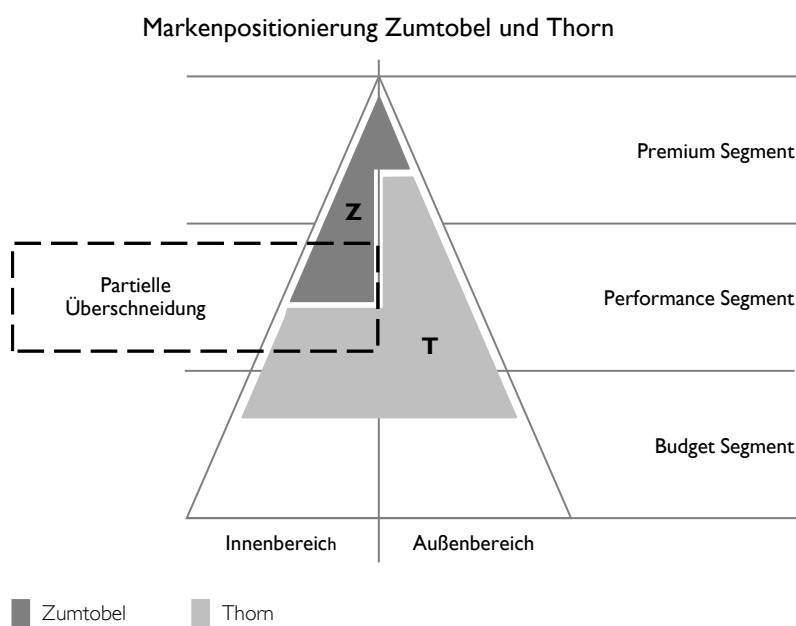 Markenpositionierung Zumtobel und Thorn
Premium Segment
Z
Partielle
Überschneidung
Performance Segment
T
Budget Segment
Innenbereich
Außenbereich
Zumtobel
Thorn